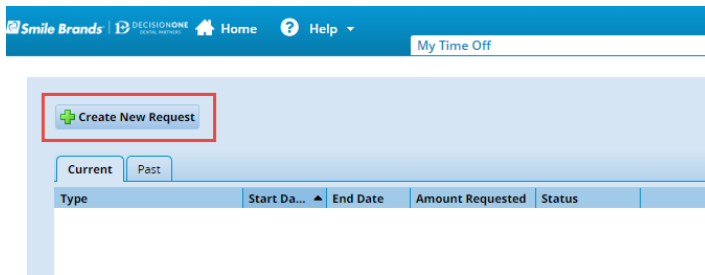 Smile Brands DECISIONONE Home Help
DENTAL PARTNERS
My Time Off
Create New Request
Current Past
Type Start Da... End Date Amount Requested Status